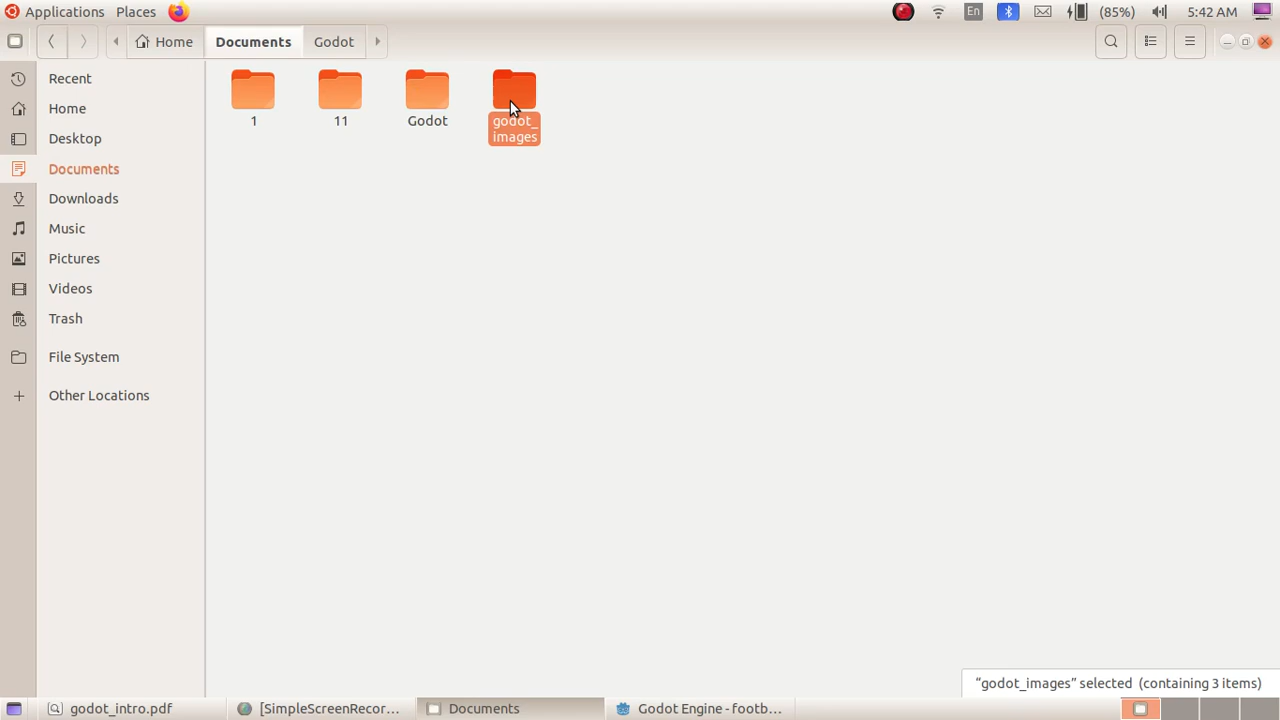 Applications Places En (85%) 5:42 AM
Home Documents Godot
Recent
Home
Desktop
Documents
Downloads
Music
Pictures
Videos
Trash
File System
Other Locations
1 11 Godot godot_
images
“godot_images” selected (containing 3 items)
godot_intro.pdf [SimpleScreenRecor... Documents Godot Engine - footb...